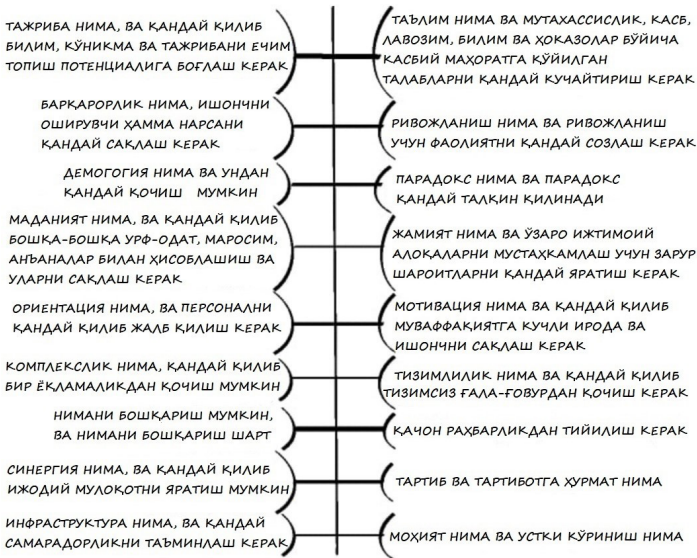 ТАЖРИБА НИМА, ВА ҚАНДАЙ ҚИЛИБ
БИЛИМ, КЎНИКМА ВА ТАЖРИБАНИ ЕЧИМ
ТОПИШ ПОТЕНЦИАЛИГА БОҒЛАШ КЕРАК
ТАЪЛИМ НИМА ВА МУТАХАССИСЛИК, КАСБ,
ЛАВОЗИМ, БИЛИМ ВА ҲОКАЗОЛАР БЎЙИЧА
КАСБИЙ МАҲОРАТГА ҚЎЙИЛГАН
ТАЛАБЛАРНИ ҚАНДАЙ КУЧАЙТИРИШ КЕРАК
БАРҚАРОРЛИК НИМА, ИШОНЧНИ
ОШИРУВЧИ ҲАММА НАРСАНИ
ҚАНДАЙ САҚЛАШ КЕРАК
РИВОЖЛАНИШ НИМА ВА РИВОЖЛАНИШ
УЧУН ФАОЛИЯТНИ ҚАНДАЙ СОЗЛАШ КЕРАК
ДЕМОГОГИЯ НИМА ВА УНДАН
ҚАНДАЙ ҚОЧИШ МУМКИН
ПАРАДОКС НИМА ВА ПАРАДОКС
ҚАНДАЙ ТАЛҚИН ҚИЛИНАДИ
МАДАНИЯТ НИМА, ВА ҚАНДАЙ ҚИЛИБ
БОШҚА-БОШҚА УРФ-ОДАТ, МАРОСИМ,
АНЪАНАЛАР БИЛАН ҲИСОБЛАШИШ ВА
УЛАРНИ САҚЛАШ КЕРАК
ЖАМИЯТ НИМА ВА ЎЗАРО ИЖТИМОИЙ
АЛОҚАЛАРНИ МУСТАҲКАМЛАШ УЧУН ЗАРУР
ШАРОИТЛАРНИ ҚАНДАЙ ЯРАТИШ КЕРАК
ОРИЕНТАЦИЯ НИМА, ВА ПЕРСОНАЛНИ
ҚАНДАЙ ҚИЛИБ ЖАЛБ ҚИЛИШ КЕРАК
МОТИВАЦИЯ НИМА ВА ҚАНДАЙ ҚИЛИБ
МУВАФФАҚИЯТГА КУЧЛИ ИРОДА ВА
ИШОНЧНИ САҚЛАШ КЕРАК
КОМПЛЕКСЛИК НИМА, ҚАНДАЙ ҚИЛИБ
БИР ЁҚЛАМАЛИКДАН ҚОЧИШ МУМКИН
ТИЗИМЛИЛИК НИМА ВА ҚАНДАЙ ҚИЛИБ
ТИЗИМСИЗ ҒАЛА-ҒОВУРДАН ҚОЧИШ КЕРАК
НИМАНИ БОШҚАРИШ МУМКИН,
ВА НИМАНИ БОШҚАРИШ ШАРТ
ҚАЧОН РАҲБАРЛИКДАН ТИЙИЛИШ КЕРАК
СИНЕРГИЯ НИМА, ВА ҚАНДАЙ ҚИЛИБ
ИЖОДИЙ МУЛОҚОТНИ ЯРАТИШ МУМКИН
ТАРТИБ ВА ТАРТИБОТГА ҲУРМАТ НИМА
ИНФРАСТРУКТУРА НИМА, ВА ҚАНДАЙ
САМАРАДОРЛИКНИ ТАЪМИНЛАШ КЕРАК
МОҲИЯТ НИМА ВА УСТКИ КЎРИНИШ НИМА